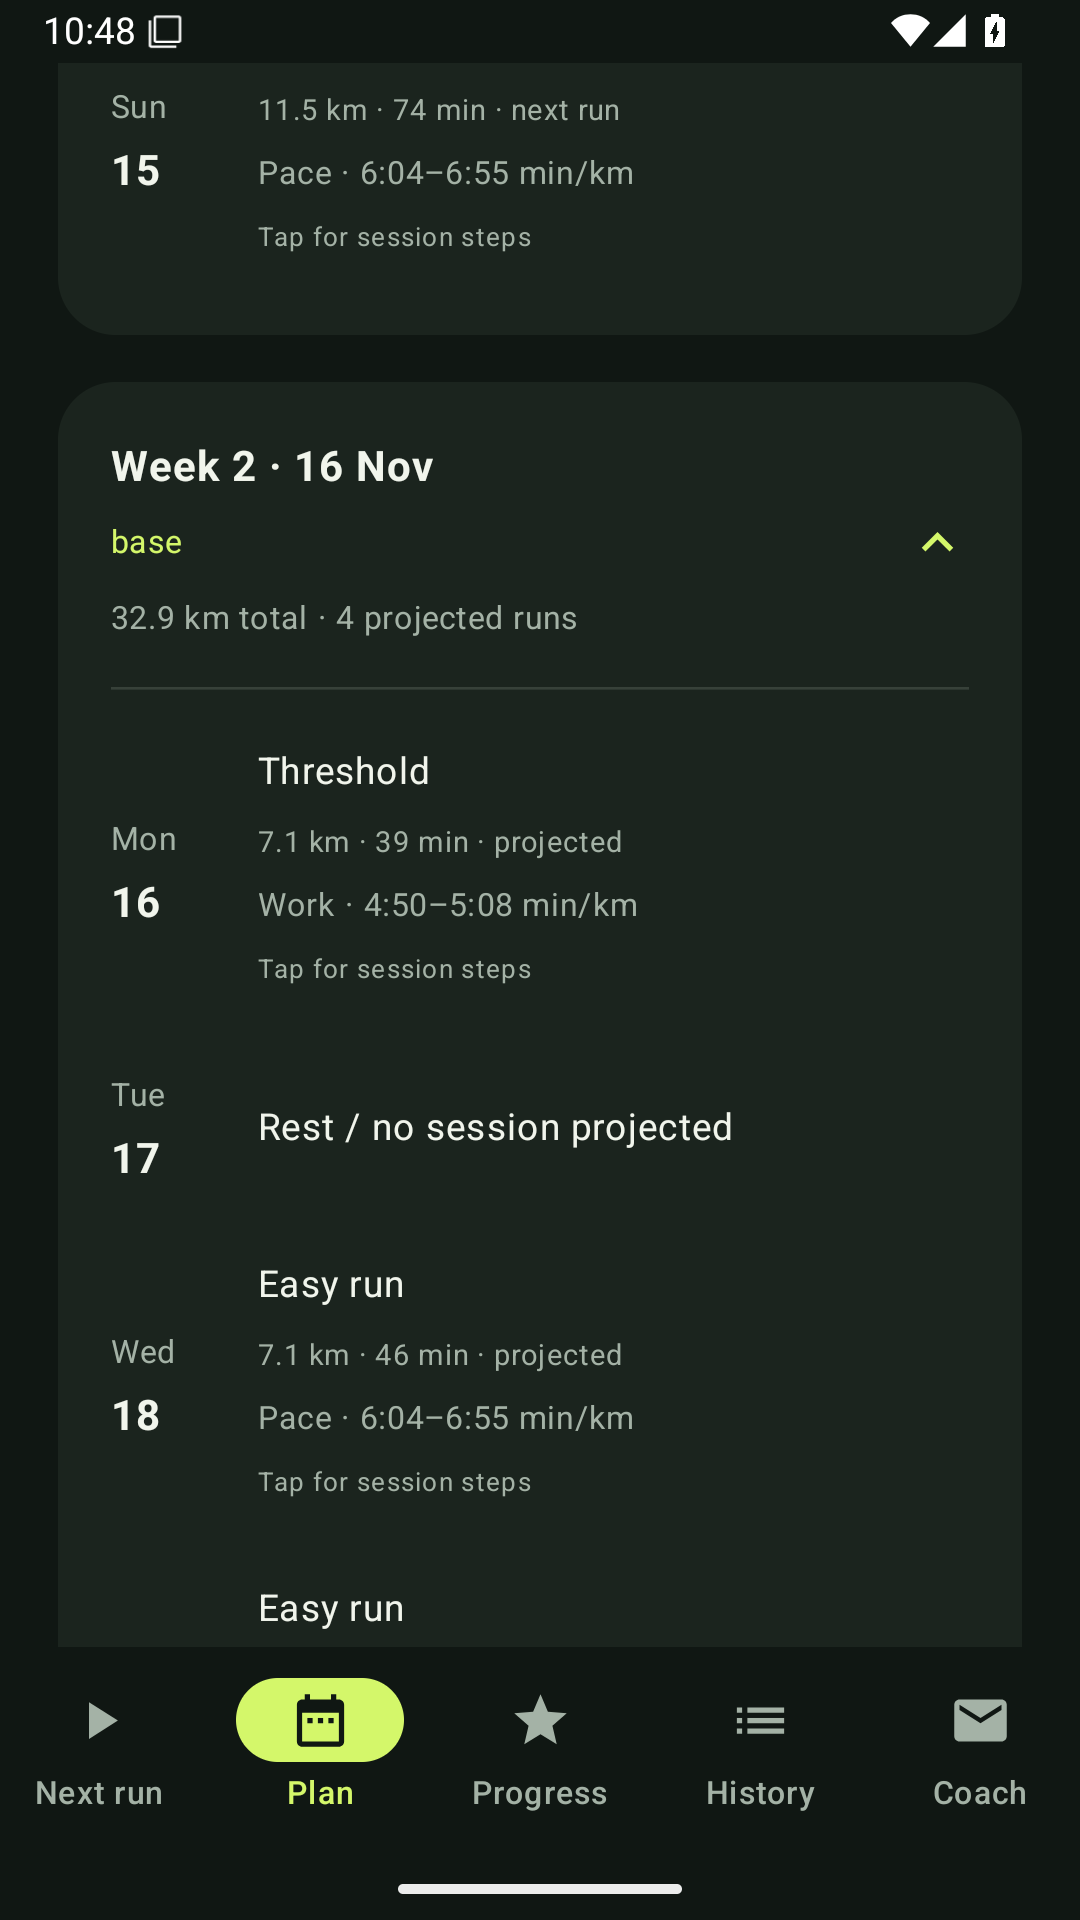 10:48
Sun
15
11.5 km · 74 min · next run
Pace · 6:04–6:55 min/km
Tap for session steps
Week 2 · 16 Nov
base
32.9 km total · 4 projected runs
Threshold
Mon
16
7.1 km · 39 min · projected
Work · 4:50–5:08 min/km
Tap for session steps
Tue
17
Rest / no session projected
Easy run
Wed
18
7.1 km · 46 min · projected
Pace · 6:04–6:55 min/km
Tap for session steps
Easy run
Next run
Plan
Progress
History
Coach